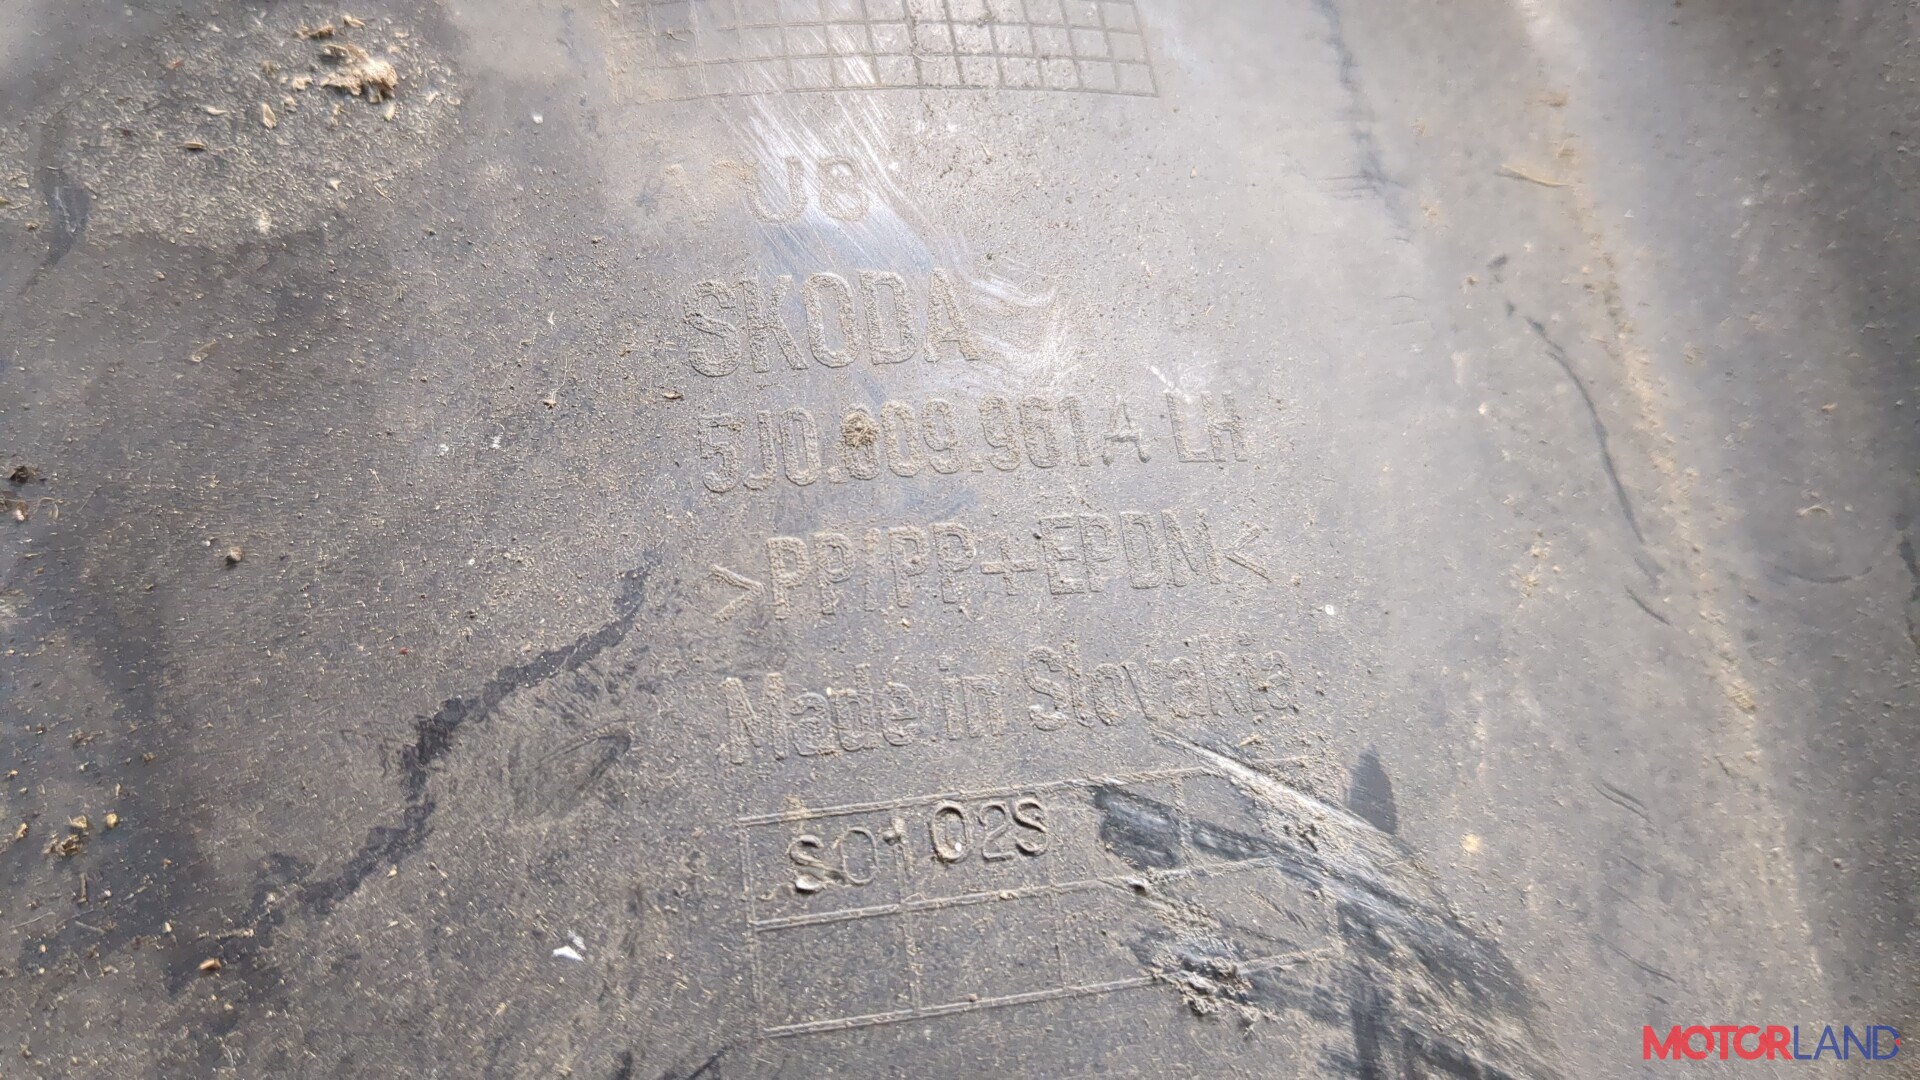 SKODA
5J0.809.961A LH
>PP/PP+EPDM<
Made in Slovakia
S0102S
MOTORLAND